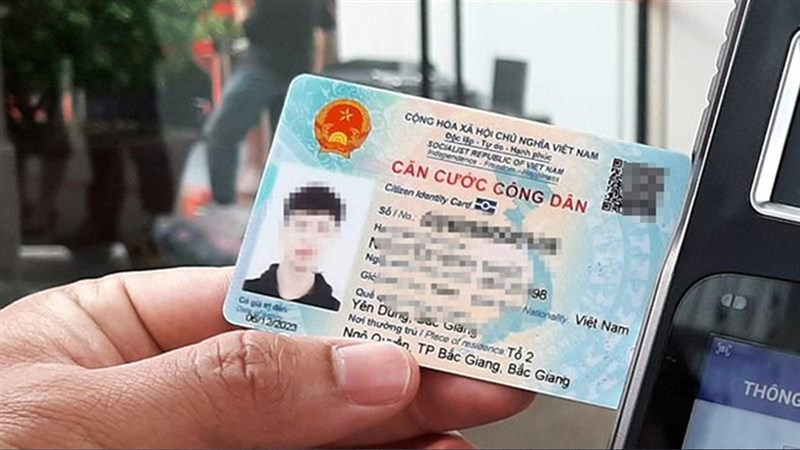 CỘNG HÒA XÃ HỘI CHỦ NGHĨA VIỆT NAM
Độc lập - Tự do - Hạnh phúc
SOCIALIST REPUBLIC OF VIET NAM
Independence - Freedom - Happiness
CĂN CƯỚC CÔNG DÂN
Citizen Identity Card
Số / No.:
Giới
98
Quê
Nationality: Việt Nam
Yên Dũng, Bắc Giang
Nơi thường trú / Place of residence: Tổ 2
Ngô Quyền, TP Bắc Giang, Bắc Giang
Có giá trị đến:
06/12/2023
THÔNG